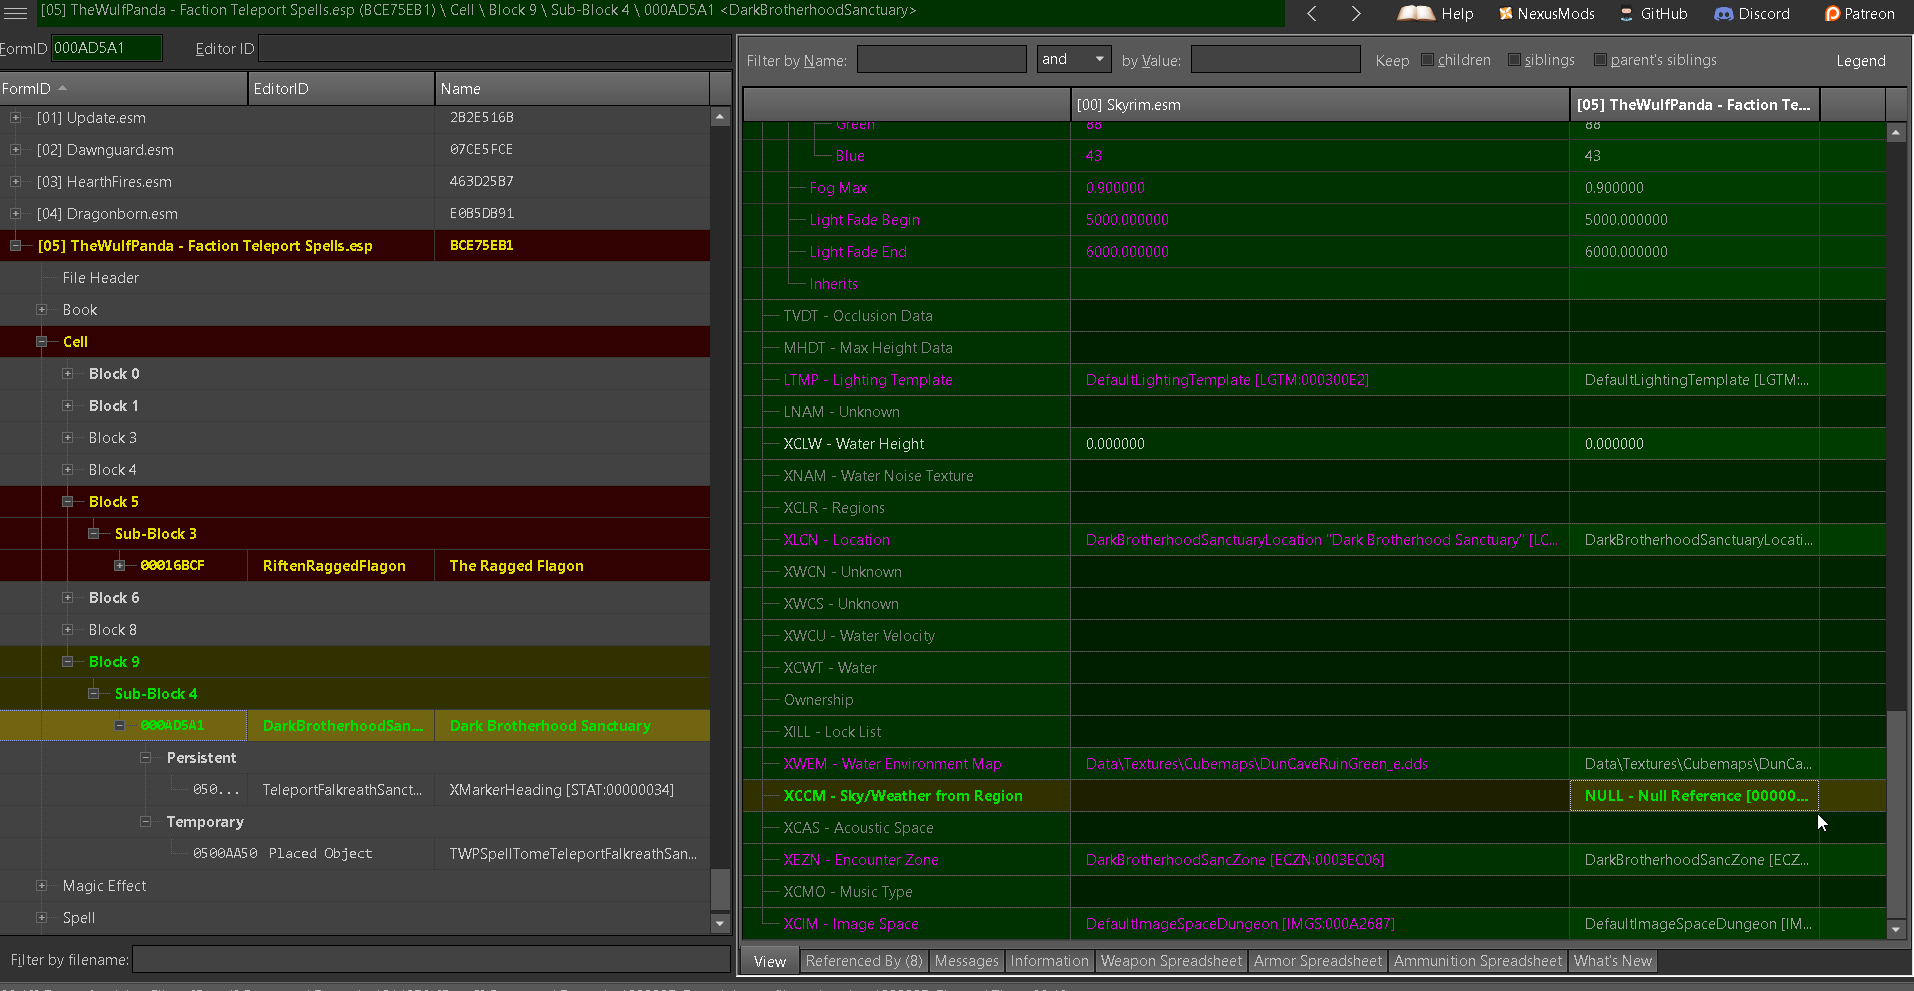 [05] TheWulfPanda - Faction Teleport Spells.esp (BCE75EB1) \ Cell \ Block 9 \ Sub-Block 4 \ 000AD5A1 <DarkBrotherhoodSanctuary>
Help NexusMods GitHub Discord Patreon
FormID 000AD5A1 Editor ID
Filter by Name: and by Value: Keep children siblings parent's siblings Legend
FormID EditorID Name
[01] Update.esm 2B2E516B
[02] Dawnguard.esm 07CE5FCE
[03] HearthFires.esm 463D25B7
[04] Dragonborn.esm E0B5DB91
[05] TheWulfPanda - Faction Teleport Spells.esp BCE75EB1
File Header
Book
Cell
Block 0
Block 1
Block 3
Block 4
Block 5
Sub-Block 3
00016BCF RiftenRaggedFlagon The Ragged Flagon
Block 6
Block 8
Block 9
Sub-Block 4
000AD5A1 DarkBrotherhoodSan... Dark Brotherhood Sanctuary
Persistent
050... TeleportFalkreathSanct... XMarkerHeading [STAT:00000034]
Temporary
0500AA50 Placed Object TWPSpellTomeTeleportFalkreathSan...
Magic Effect
Spell
Filter by filename:
[00] Skyrim.esm [05] TheWulfPanda - Faction Te...
Green 88 88
Blue 43 43
Fog Max 0.900000 0.900000
Light Fade Begin 5000.000000 5000.000000
Light Fade End 6000.000000 6000.000000
Inherits
TVDT - Occlusion Data
MHDT - Max Height Data
LTMP - Lighting Template DefaultLightingTemplate [LGTM:000300E2] DefaultLightingTemplate [LGTM:...
LNAM - Unknown
XCLW - Water Height 0.000000 0.000000
XNAM - Water Noise Texture
XCLR - Regions
XLCN - Location DarkBrotherhoodSanctuaryLocation "Dark Brotherhood Sanctuary" [LC... DarkBrotherhoodSanctuaryLocati...
XWCN - Unknown
XWCS - Unknown
XWCU - Water Velocity
XCWT - Water
Ownership
XILL - Lock List
XWEM - Water Environment Map Data\Textures\Cubemaps\DunCaveRuinGreen_e.dds Data\Textures\Cubemaps\DunCa...
XCCM - Sky/Weather from Region NULL - Null Reference [00000...
XCAS - Acoustic Space
XEZN - Encounter Zone DarkBrotherhoodSancZone [ECZN:0003EC06] DarkBrotherhoodSancZone [ECZ...
XCMO - Music Type
XCIM - Image Space DefaultImageSpaceDungeon [IMGS:000A2687] DefaultImageSpaceDungeon [IM...
View Referenced By (8) Messages Information Weapon Spreadsheet Armor Spreadsheet Ammunition Spreadsheet What's New